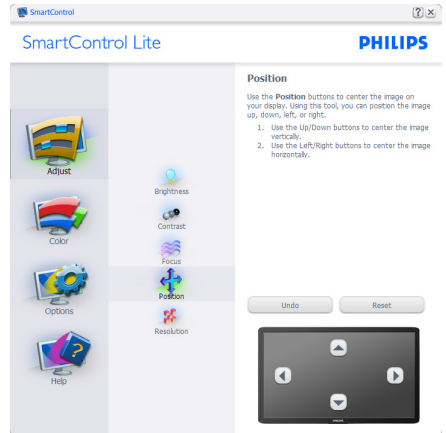 SmartControl
SmartControl Lite
PHILIPS
Adjust
Color
Options
Help
Brightness
Contrast
Focus
Position
Resolution
Position
Use the Position buttons to center the image on
your display. Using this tool, you can position the image
up, down, left, or right.
1. Use the Up/Down buttons to center the image
vertically.
2. Use the Left/Right buttons to center the image
horizontally.
Undo
Reset
PHILIPS